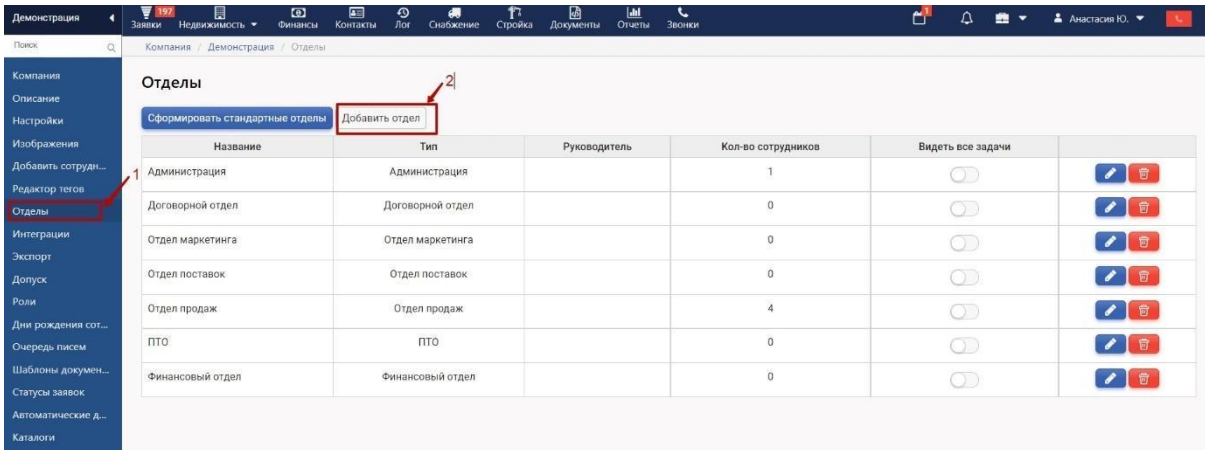 Демонстрация
197
Заявки Недвижимость Финансы Контакты Лог Снабжение Стройка Документы Отчеты Звонки
1
Анастасия Ю.
Поиск
Компания / Демонстрация / Отделы
Компания
Описание
Настройки
Изображения
Добавить сотрудн...
Редактор тегов
Отделы
Интеграции
Экспорт
Допуск
Роли
Дни рождения сот...
Очередь писем
Шаблоны докумен...
Статусы заявок
Автоматические д...
Каталоги
1
Отделы
2
Сформировать стандартные отделы Добавить отдел
Название Тип Руководитель Кол-во сотрудников Видеть все задачи
Администрация Администрация 1
Договорной отдел Договорной отдел 0
Отдел маркетинга Отдел маркетинга 0
Отдел поставок Отдел поставок 0
Отдел продаж Отдел продаж 4
ПТО ПТО 0
Финансовый отдел Финансовый отдел 0